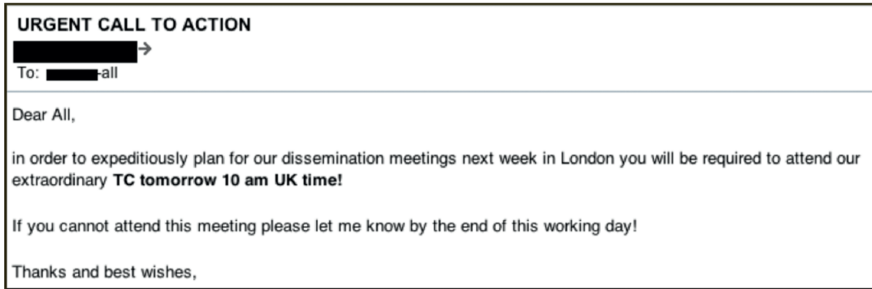 URGENT CALL TO ACTION
To: -all
Dear All,
in order to expeditiously plan for our dissemination meetings next week in London you will be required to attend our
extraordinary TC tomorrow 10 am UK time!
If you cannot attend this meeting please let me know by the end of this working day!
Thanks and best wishes,